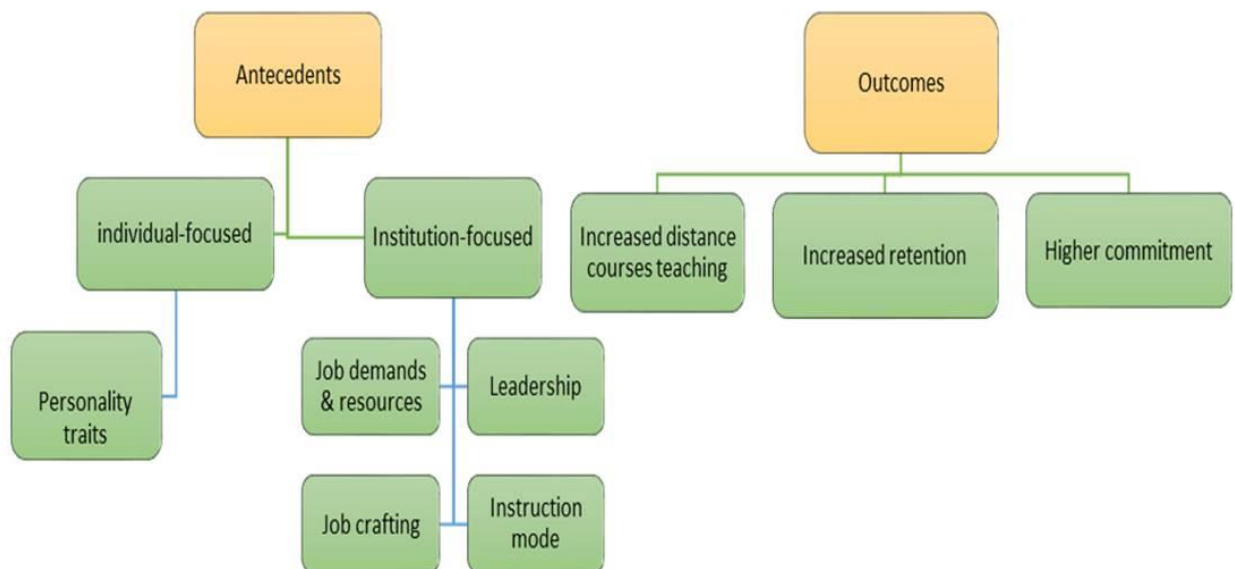 Antecedents
Outcomes
individual-focused
Institution-focused
Increased distance
courses teaching
Increased retention
Higher commitment
Personality
traits
Job demands
& resources
Leadership
Job crafting
Instruction
mode